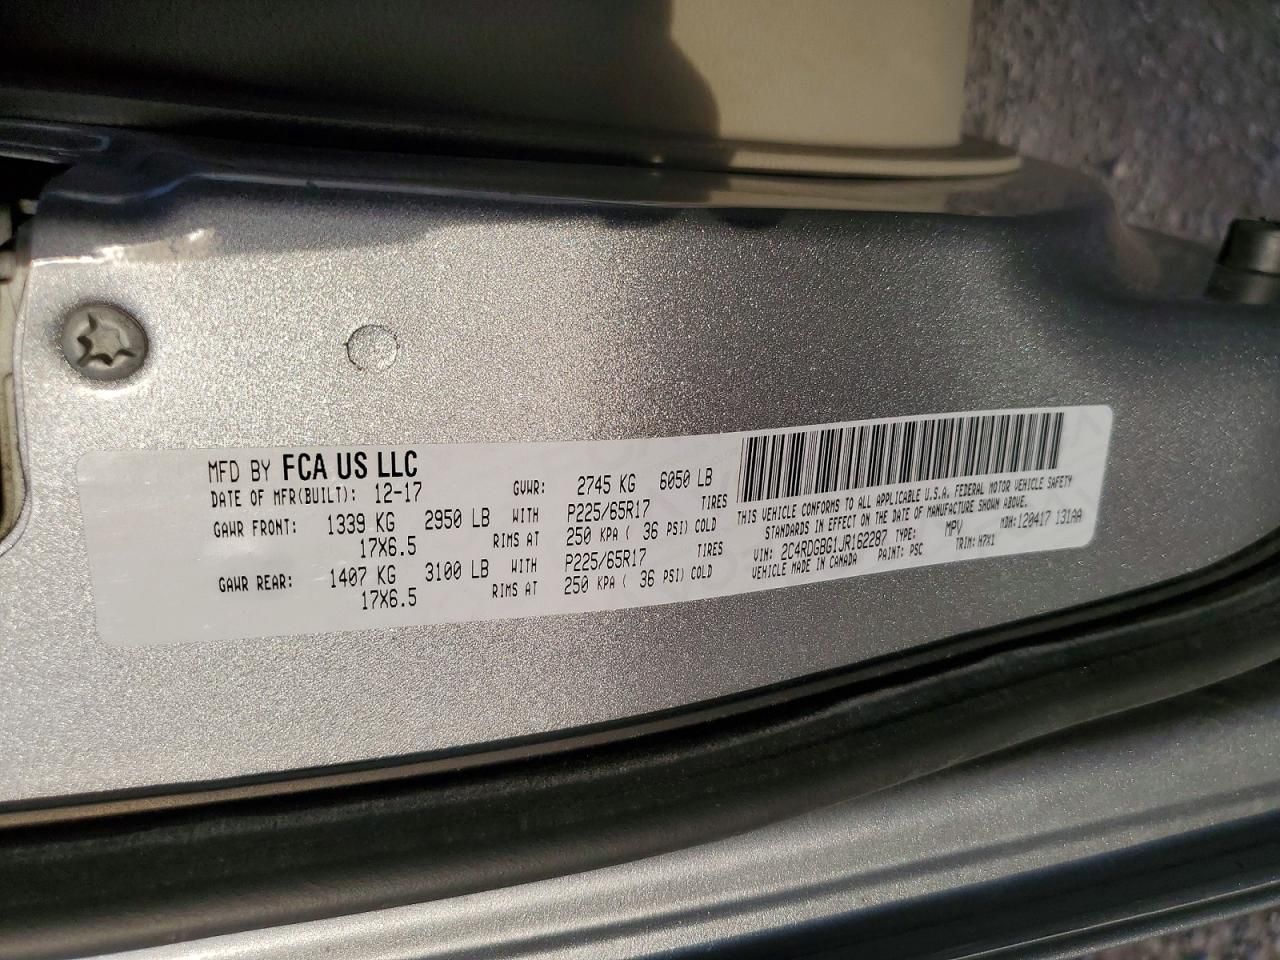 MFD BY FCA US LLC
DATE OF MFR(BUILT): 12-17 GVWR: 2745 KG 6050 LB
GAWR FRONT: 1339 KG 2950 LB WITH P225/65R17 TIRES
17X6.5 RIMS AT 250 KPA ( 36 PSI) COLD
GAWR REAR: 1407 KG 3100 LB WITH P225/65R17 TIRES
17X6.5 RIMS AT 250 KPA ( 36 PSI) COLD
THIS VEHICLE CONFORMS TO ALL APPLICABLE U.S.A. FEDERAL MOTOR VEHICLE SAFETY
STANDARDS IN EFFECT ON THE DATE OF MANUFACTURE SHOWN ABOVE.
VIN: 2C4RDGBG1JR162287 TYPE: MPV MDH:120417 131AA
VEHICLE MADE IN CANADA PAINT: PSC TRIM: H7X1